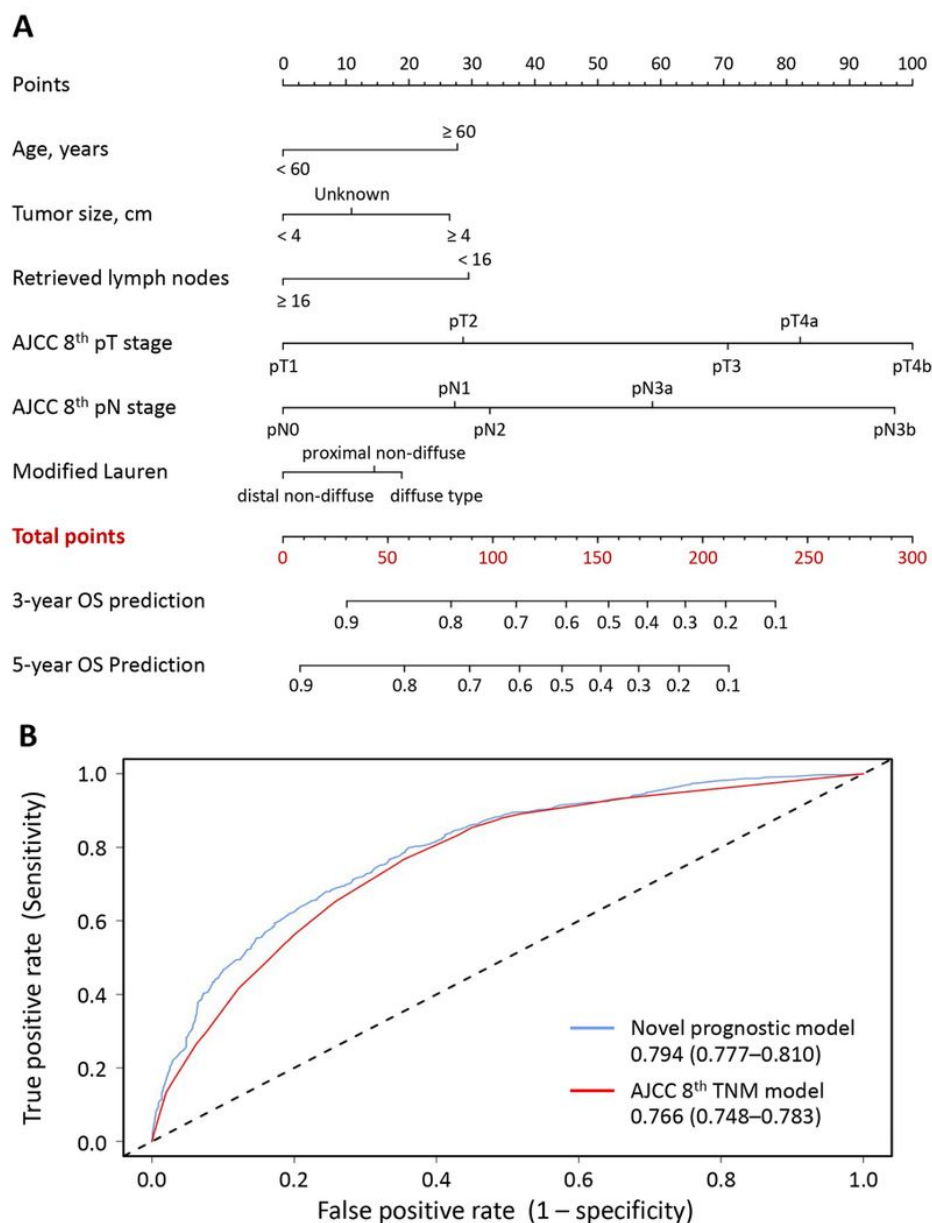 A
Points
0 10 20 30 40 50 60 70 80 90 100
Age, years
≥ 60
< 60
Tumor size, cm
Unknown
< 4
≥ 4
Retrieved lymph nodes
< 16
≥ 16
AJCC 8th pT stage
pT2
pT4a
pT1
pT3
pT4b
AJCC 8th pN stage
pN1
pN3a
pN0
pN2
pN3b
Modified Lauren
proximal non-diffuse
distal non-diffuse
diffuse type
Total points
0 50 100 150 200 250 300
3-year OS prediction
0.9 0.8 0.7 0.6 0.5 0.4 0.3 0.2 0.1
5-year OS Prediction
0.9 0.8 0.7 0.6 0.5 0.4 0.3 0.2 0.1
B
True positive rate (Sensitivity)
1.0
0.8
0.6
0.4
0.2
0.0
Novel prognostic model
0.794 (0.777–0.810)
AJCC 8th TNM model
0.766 (0.748–0.783)
0.0 0.2 0.4 0.6 0.8 1.0
False positive rate (1 – specificity)